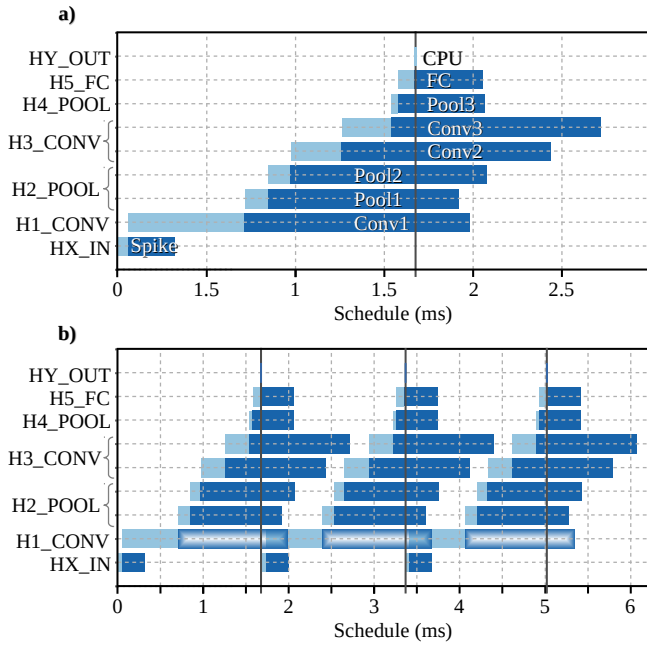 a)
HY_OUT
CPU
H5_FC
FC
H4_POOL
Pool3
H3_CONV
Conv3
Conv2
H2_POOL
Pool2
Pool1
H1_CONV
Conv1
HX_IN
Spike
0 1.5 1 1.5 2 2.5
Schedule (ms)
b)
HY_OUT
H5_FC
H4_POOL
H3_CONV
H2_POOL
H1_CONV
HX_IN
0 1 2 3 4 5 6
Schedule (ms)